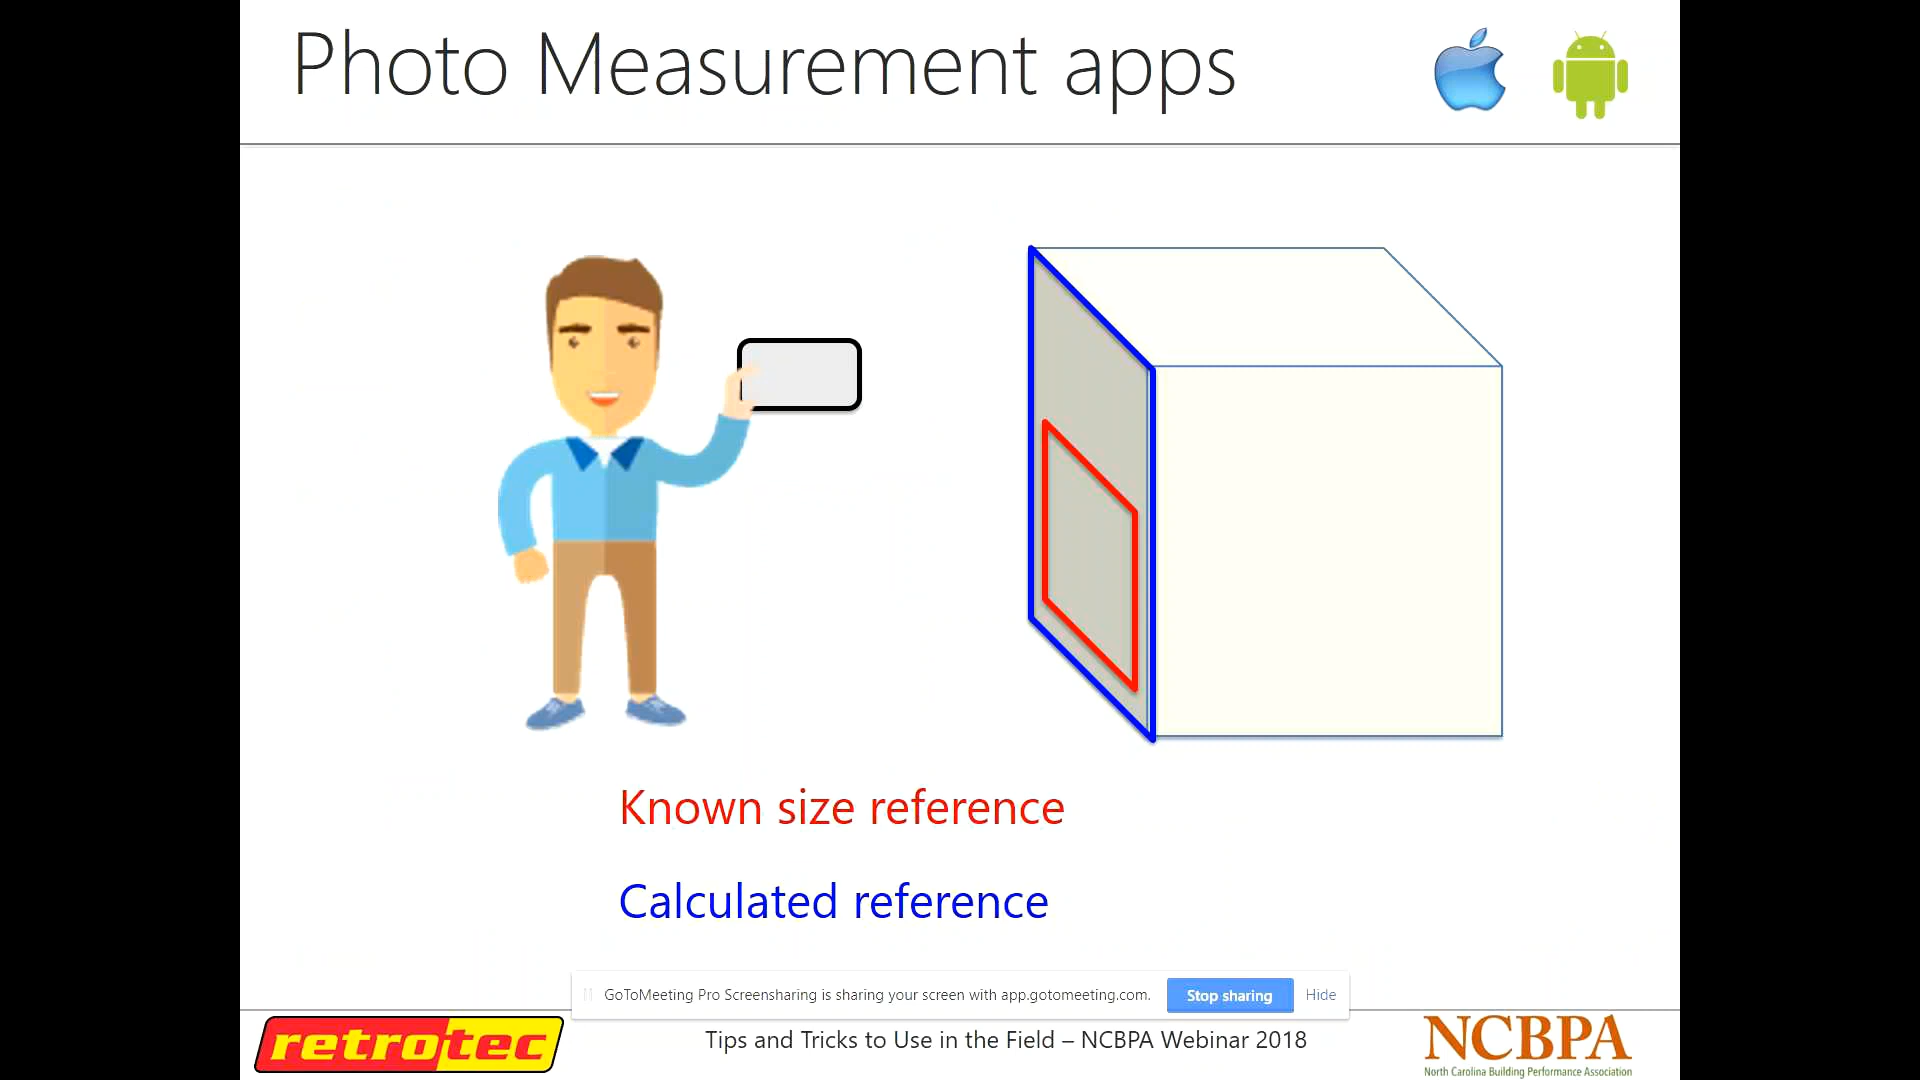 Photo Measurement apps
Known size reference
Calculated reference
GoToMeeting Pro Screensharing is sharing your screen with app.gotomeeting.com.
Stop sharing
Hide
retrotec
Tips and Tricks to Use in the Field – NCBPA Webinar 2018
NCBPA
North Carolina Building Performance Association